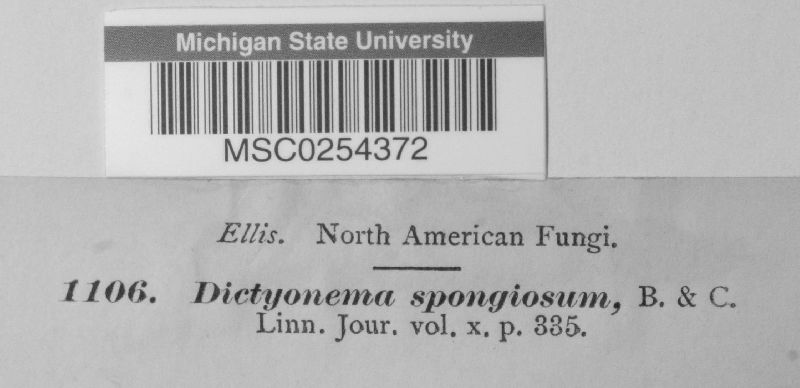 Michigan State University
MSC0254372
Ellis. North American Fungi.
1106. Dictyonema spongiosum, B. & C.
Linn. Jour. vol. x. p. 335.